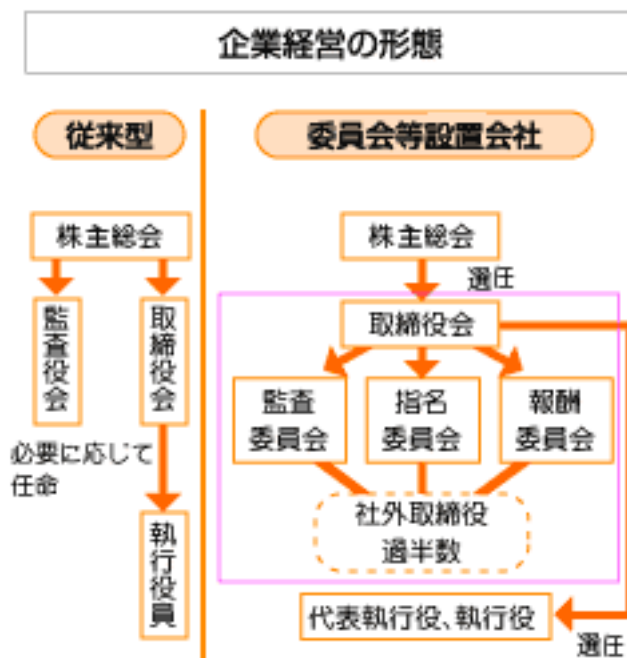 企業経営の形態
従来型
株主総会
監査役会
取締役会
必要に応じて
任命
執行役員
委員会等設置会社
株主総会
選任
取締役会
監査
委員会
指名
委員会
報酬
委員会
社外取締役
過半数
代表執行役、執行役
選任